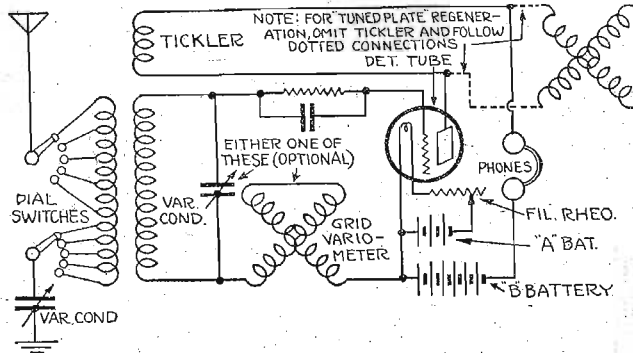 NOTE: FOR "TUNED PLATE" REGENER-
ATION, OMIT TICKLER AND FOLLOW
DOTTED CONNECTIONS
TICKLER
DET. TUBE
EITHER ONE OF
THESE (OPTIONAL)
PHONES
DIAL
SWITCHES
VAR.
COND.
GRID
VARIO-
METER
FIL. RHEO.
"A" BAT.
"B" BATTERY
VAR. COND